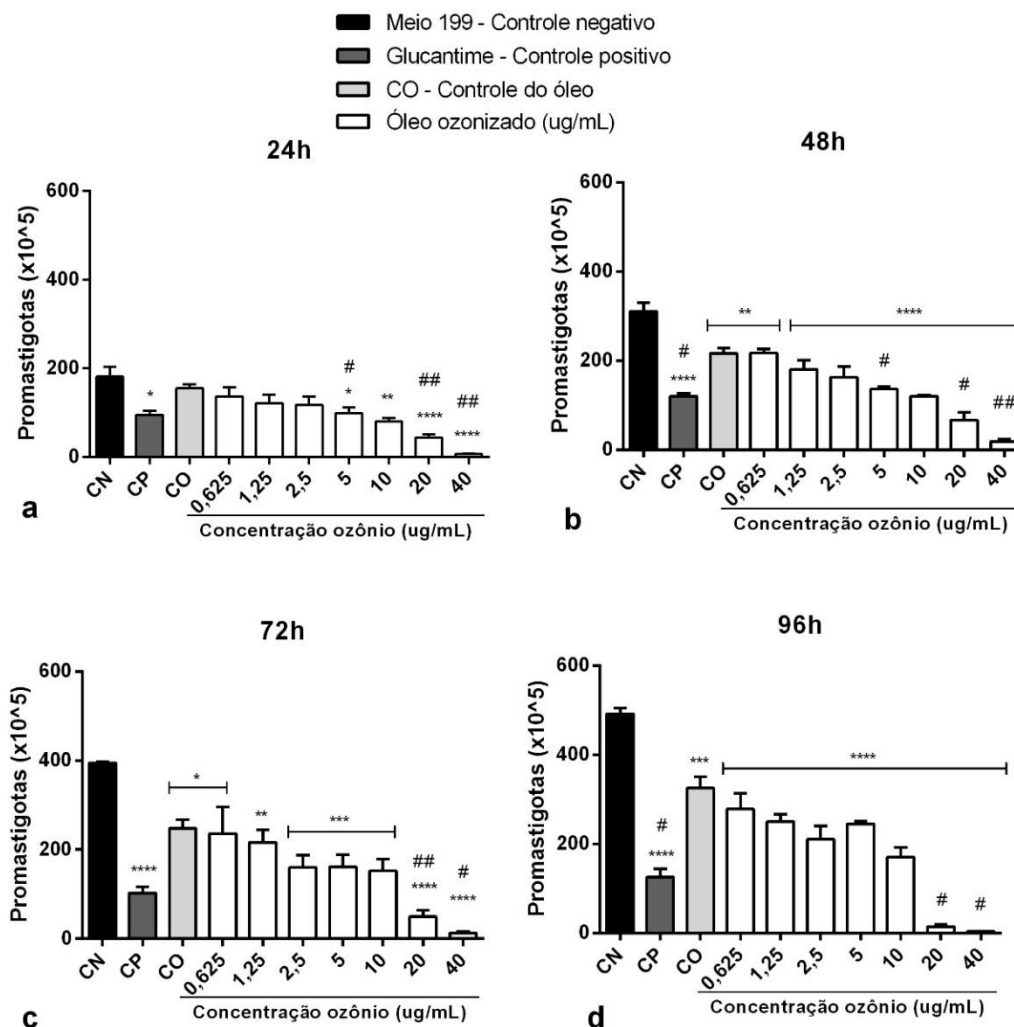 Meio 199 - Controle negativo
Glucantime - Controle positivo
CO - Controle do óleo
Óleo ozonizado (ug/mL)
24h
Promastigotas (x10^5)
600
400
200
0
*
#
*
**
##
****
##
****
CN
CP
CO
0,625
1,25
2,5
5
10
20
40
Concentração ozônio (ug/mL)
a
48h
Promastigotas (x10^5)
600
400
200
0
#
****
**
****
#
#
##
CN
CP
CO
0,625
1,25
2,5
5
10
20
40
Concentração ozônio (ug/mL)
b
72h
Promastigotas (x10^5)
600
400
200
0
****
*
**
***
##
****
#
****
CN
CP
CO
0,625
1,25
2,5
5
10
20
40
Concentração ozônio (ug/mL)
c
96h
Promastigotas (x10^5)
600
400
200
0
#
****
***
****
#
#
CN
CP
CO
0,625
1,25
2,5
5
10
20
40
Concentração ozônio (ug/mL)
d